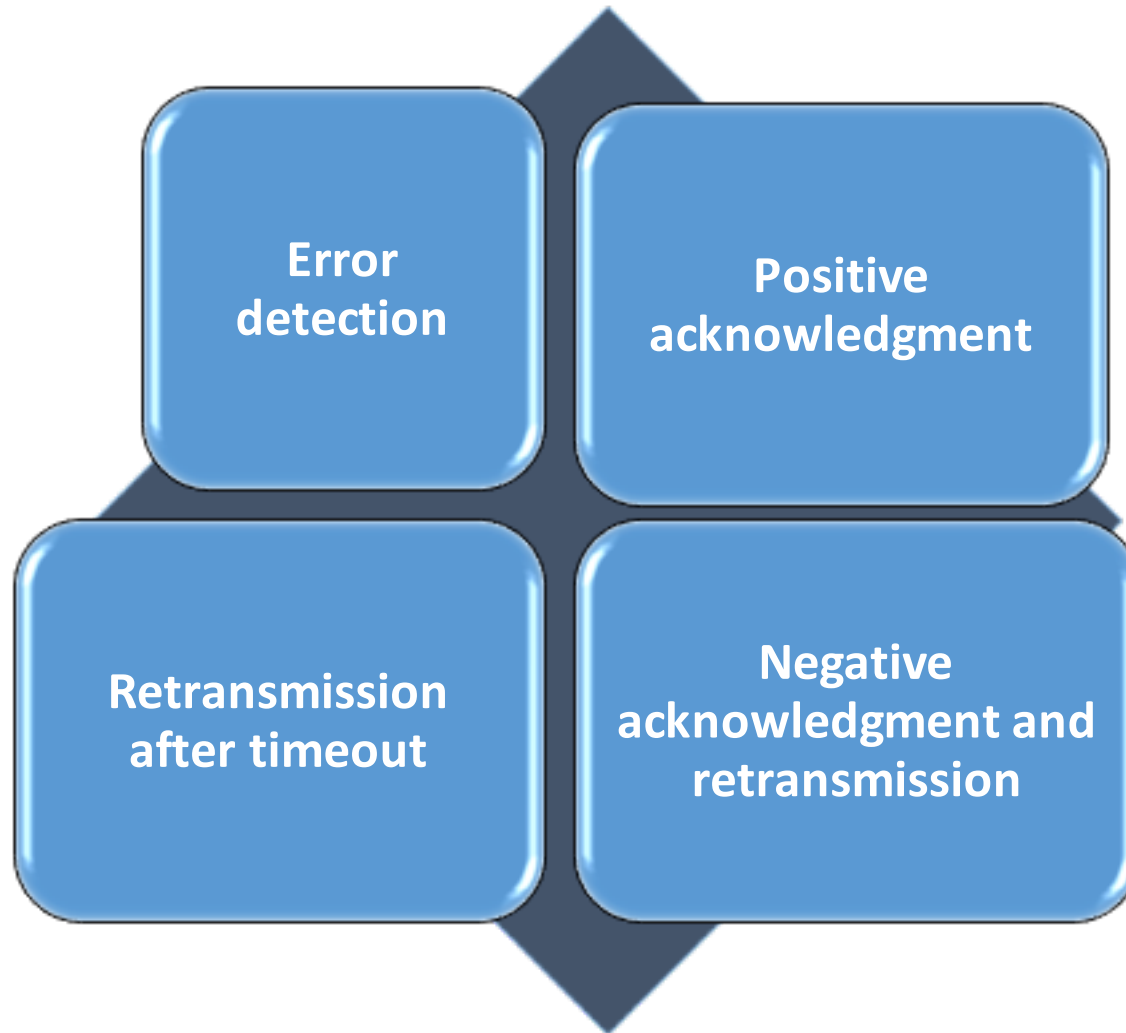 Error
detection
Positive
acknowledgment
Retransmission
after timeout
Negative
acknowledgment and
retransmission